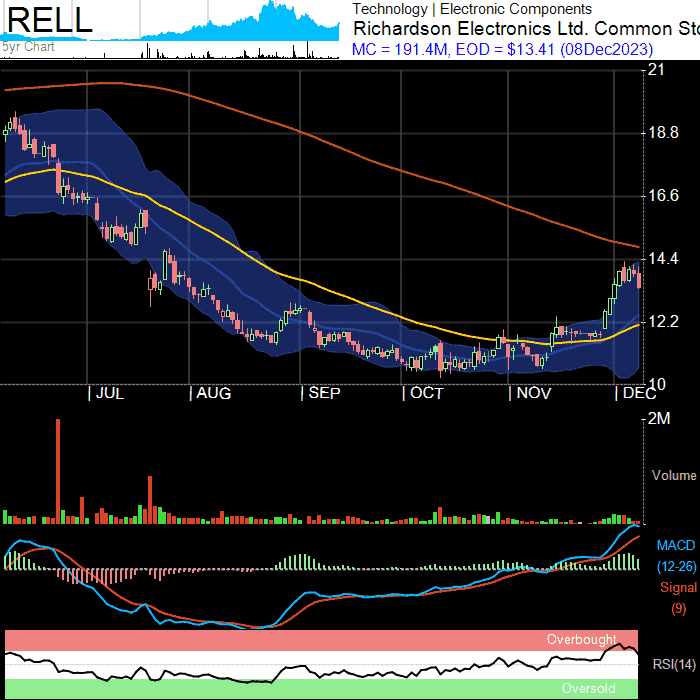 RELL
5yr Chart
Technology | Electronic Components
Richardson Electronics Ltd. Common Sto
MC = 191.4M, EOD = $13.41 (08Dec2023)
21
18.8
16.6
14.4
12.2
10
JUL AUG SEP OCT NOV DEC
2M
Volume
MACD
(12-26)
Signal
(9)
Overbought
RSI(14)
Oversold